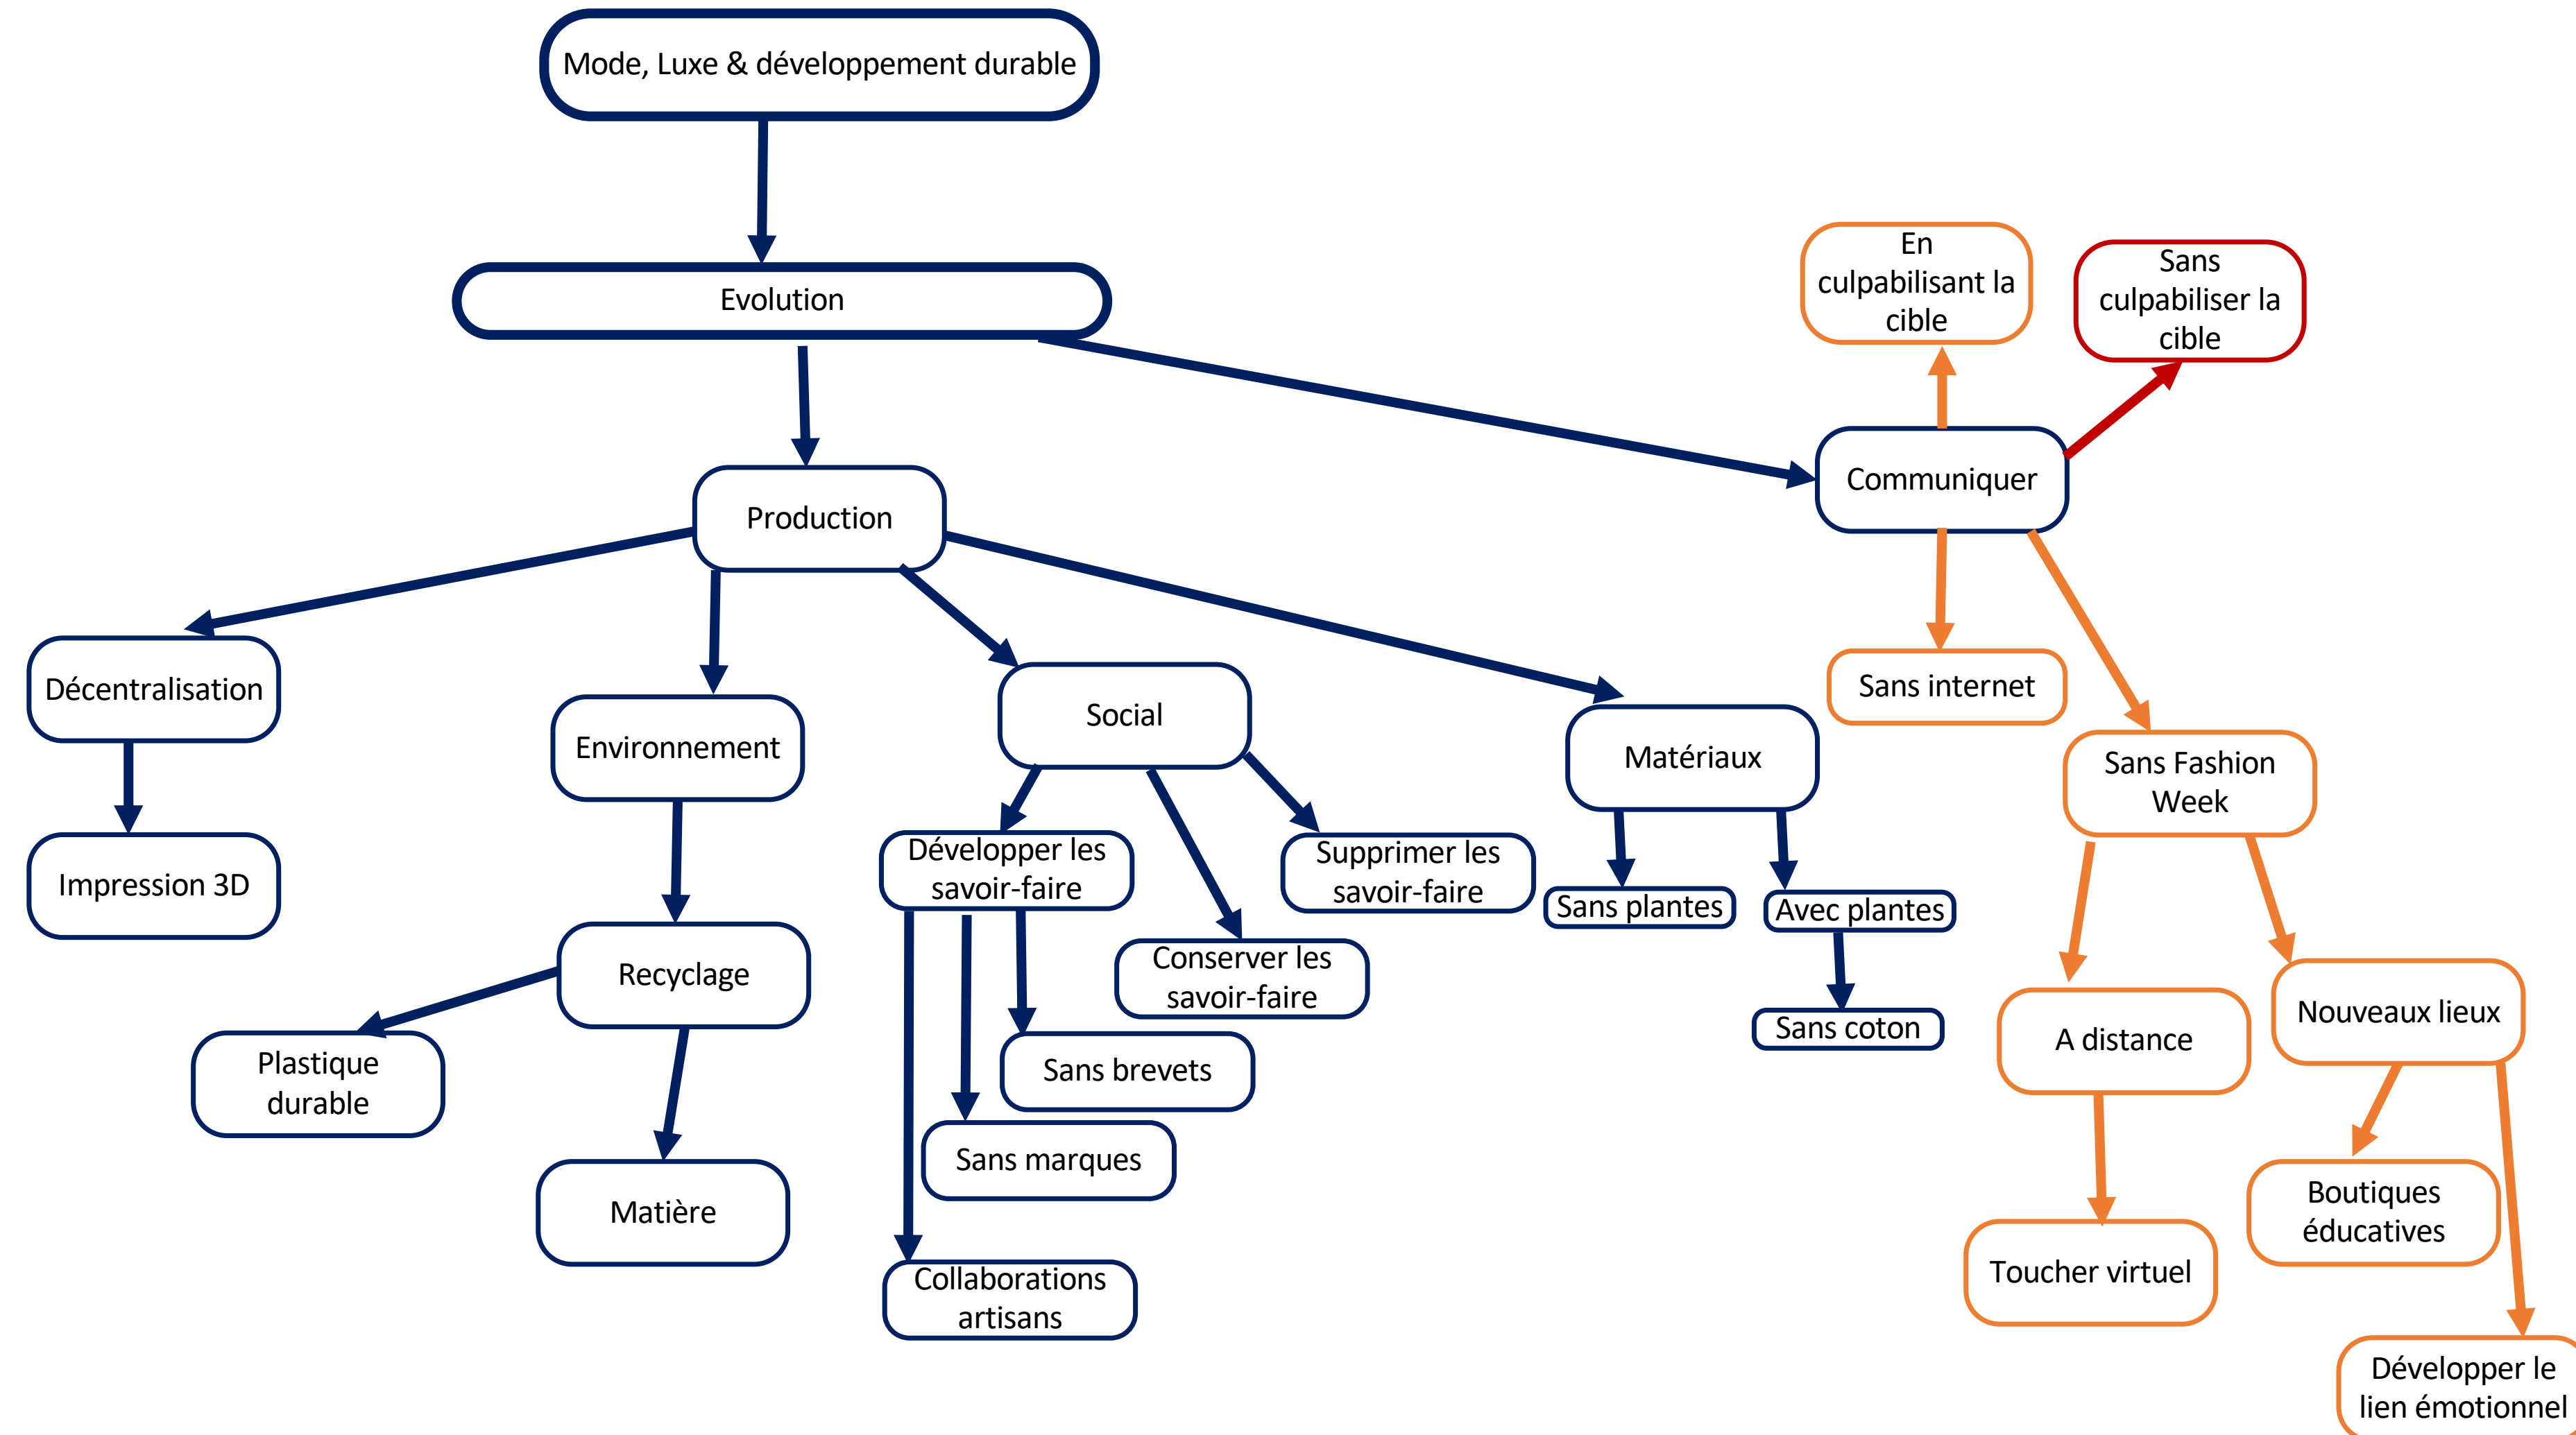 Mode, Luxe & développement durable
Evolution
En
culpabilisant la
cible
Sans
culpabiliser la
cible
Communiquer
Production
Sans internet
Décentralisation
Environnement
Social
Matériaux
Sans Fashion
Week
Impression 3D
Développer les
savoir-faire
Supprimer les
savoir-faire
Sans plantes
Avec plantes
Recyclage
Conserver les
savoir-faire
Sans coton
A distance
Nouveaux lieux
Plastique
durable
Sans brevets
Sans marques
Matière
Boutiques
éducatives
Collaborations
artisans
Toucher virtuel
Développer le
lien émotionnel